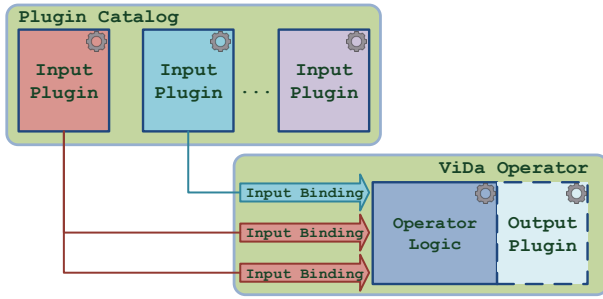 Plugin Catalog
Input
Plugin
Input
Plugin
...
Input
Plugin
ViDa Operator
Input Binding
Input Binding
Input Binding
Operator
Logic
Output
Plugin